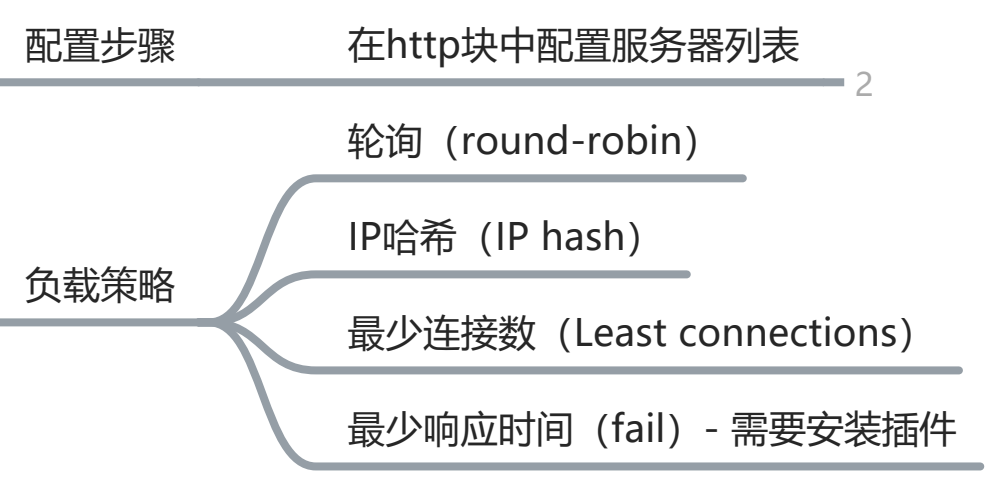 配置步骤
在http块中配置服务器列表
2
轮询（round-robin）
IP哈希（IP hash）
负载策略
最少连接数（Least connections）
最少响应时间（fail）- 需要安装插件